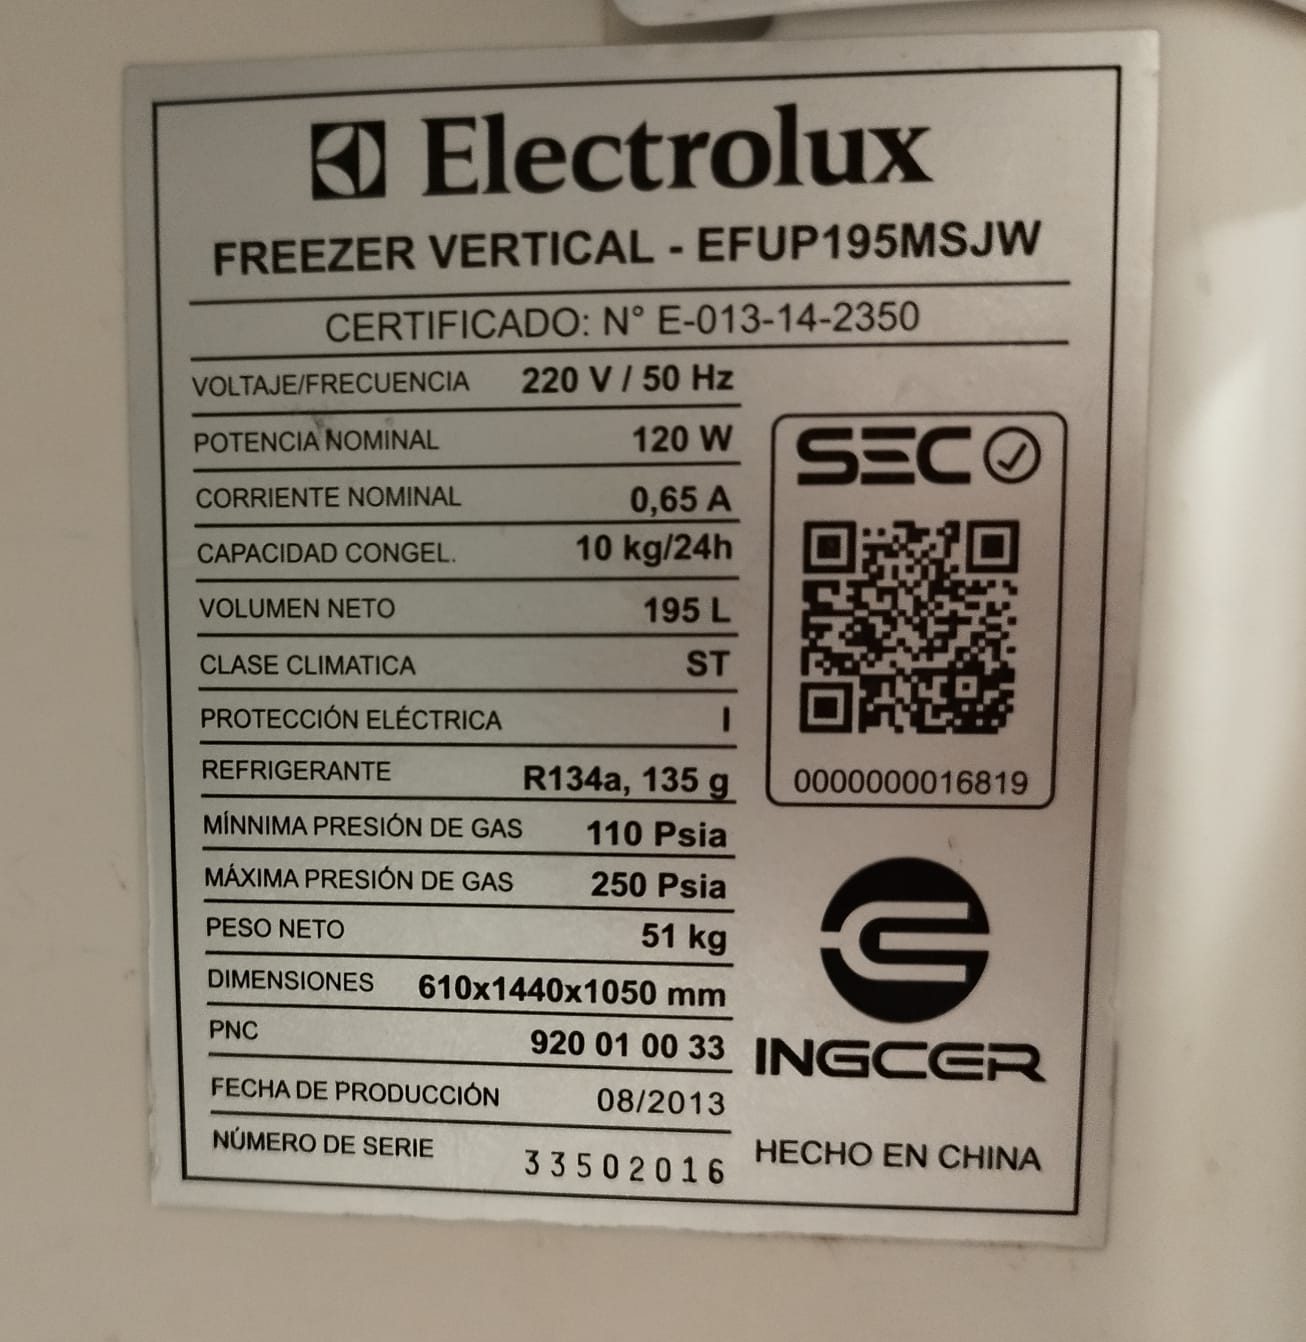 Electrolux
FREEZER VERTICAL - EFUP195MSJW
CERTIFICADO: N° E-013-14-2350
VOLTAJE/FRECUENCIA 220 V / 50 Hz
POTENCIA NOMINAL 120 W
CORRIENTE NOMINAL 0,65 A
CAPACIDAD CONGEL. 10 kg/24h
VOLUMEN NETO 195 L
CLASE CLIMATICA ST
PROTECCIÓN ELÉCTRICA I
REFRIGERANTE R134a, 135 g
MÍNNIMA PRESIÓN DE GAS 110 Psia
MÁXIMA PRESIÓN DE GAS 250 Psia
PESO NETO 51 kg
DIMENSIONES 610x1440x1050 mm
PNC 920 01 00 33
FECHA DE PRODUCCIÓN 08/2013
NÚMERO DE SERIE 33502016
SEC
0000000016819
INGCER
HECHO EN CHINA